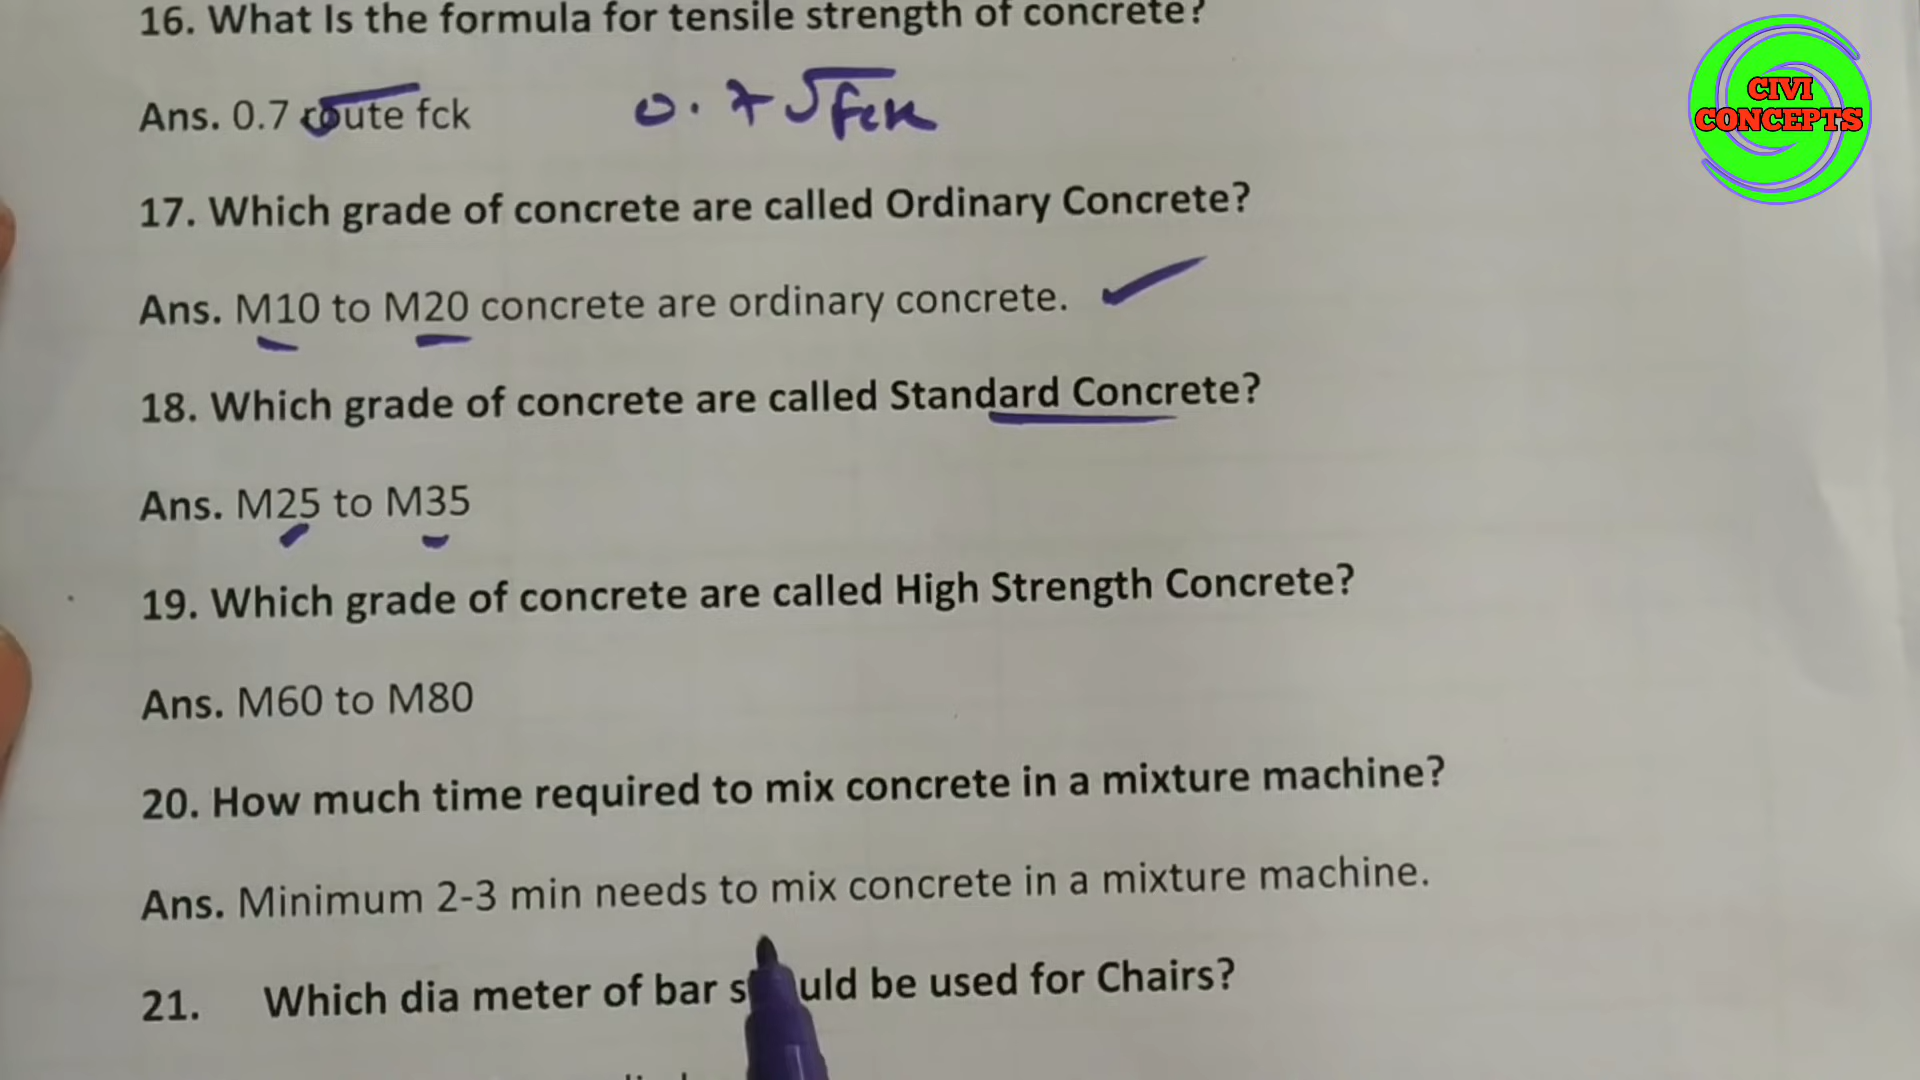 16. What Is the formula for tensile strength of concrete?
Ans. 0.7 route fck 0.7 √fck
17. Which grade of concrete are called Ordinary Concrete?
Ans. M10 to M20 concrete are ordinary concrete.
18. Which grade of concrete are called Standard Concrete?
Ans. M25 to M35
19. Which grade of concrete are called High Strength Concrete?
Ans. M60 to M80
20. How much time required to mix concrete in a mixture machine?
Ans. Minimum 2-3 min needs to mix concrete in a mixture machine.
21. Which dia meter of bar should be used for Chairs?
CIVI
CONCEPTS